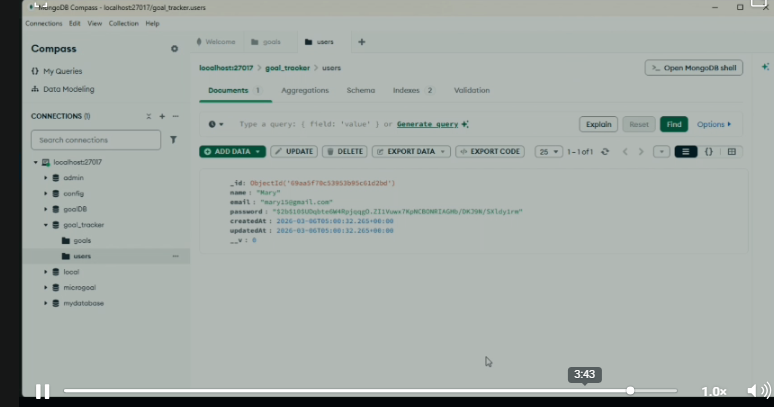 MongoDB Compass - localhost:27017/goal_tracker.users
Connections Edit View Collection Help
Compass
My Queries
Data Modeling
CONNECTIONS (1)
Search connections
localhost:27017
admin
config
goalDB
goal_tracker
goals
users
local
microgoal
mydatabase
Welcome
goals
users
localhost:27017 > goal_tracker > users
Open MongoDB shell
Documents 1 Aggregations Schema Indexes 2 Validation
Type a query: { field: 'value' } or Generate query
Explain Reset Find Options
ADD DATA UPDATE DELETE EXPORT DATA EXPORT CODE 25 1-1 of 1
_id:
name: "Mary"
email: "mary15@gmail.com"
password:
createdAt: 2026-03-06T05:00:32.265+00:00
updatedAt: 2026-03-06T05:00:32.265+00:00
__v: 0
3:43
1.0x